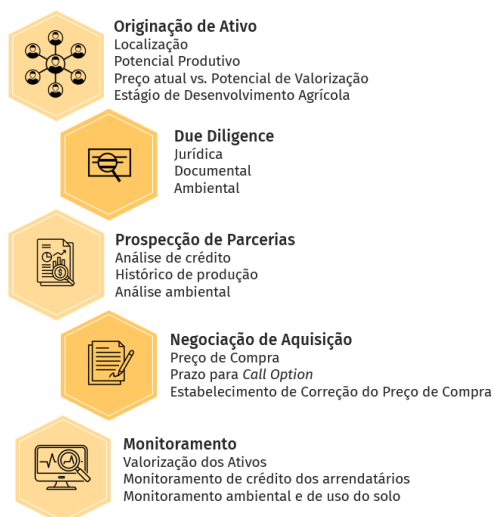 Originação de Ativo
Localização
Potencial Produtivo
Preço atual vs. Potencial de Valorização
Estágio de Desenvolvimento Agrícola
Due Diligence
Jurídica
Documental
Ambiental
Prospecção de Parcerias
Análise de crédito
Histórico de produção
Análise ambiental
Negociação de Aquisição
Preço de Compra
Prazo para Call Option
Estabelecimento de Correção do Preço de Compra
Monitoramento
Valorização dos Ativos
Monitoramento de crédito dos arrendatários
Monitoramento ambiental e de uso do solo